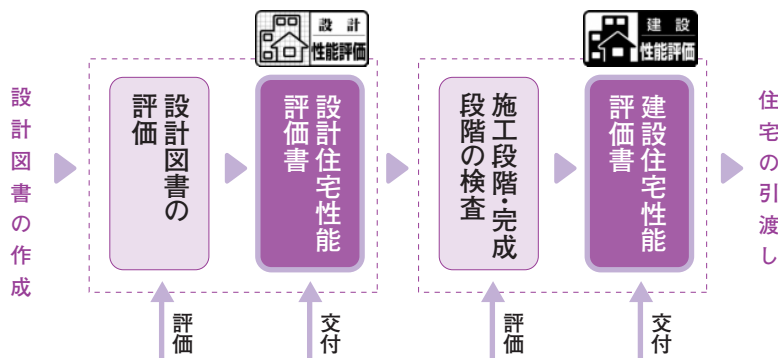 設計図書の作成
設計図書の
評価
設計
性能評価
設計住宅性能
評価書
施工段階・完成
段階の検査
建設
性能評価
建設住宅性能
評価書
住宅の引渡し
評価
交付
評価
交付